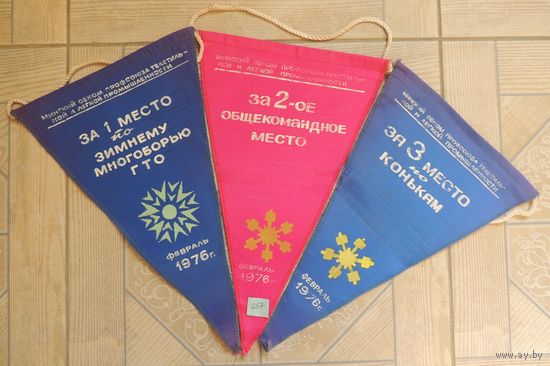 МИНСКИЙ ОБКОМ ПРОФСОЮЗА ТЕКСТИЛЬ-
НОЙ И ЛЕГКОЙ ПРОМЫШЛЕННОСТИ
ЗА 1 МЕСТО
по
ЗИМНЕМУ
МНОГОБОРЬЮ
ГТО
ФЕВРАЛЬ
1976г.
МИНСКИЙ ОБКОМ ПРОФСОЮЗА ТЕКСТИЛЬ-
НОЙ И ЛЕГКОЙ ПРОМЫШЛЕННОСТИ
ЗА 2-ОЕ
ОБЩЕКОМАНДНОЕ
МЕСТО
ФЕВРАЛЬ
1976г.
257
МИНСКИЙ ОБКОМ ПРОФСОЮЗА ТЕКСТИЛЬ-
НОЙ И ЛЕГКОЙ ПРОМЫШЛЕННОСТИ
ЗА 3 МЕСТО
по
КОНЬКАМ
ФЕВРАЛЬ
1976г.
www.ay.by